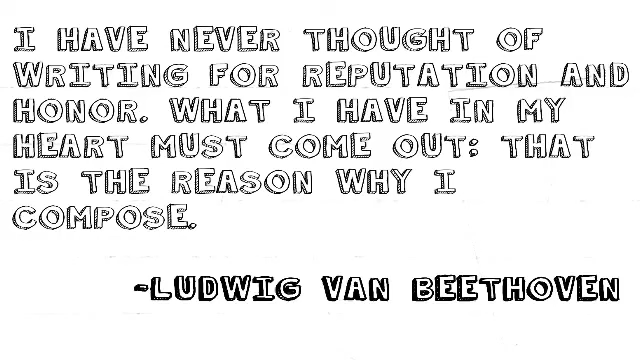 I HAVE NEVER THOUGHT OF
WRITING FOR REPUTATION AND
HONOR. WHAT I HAVE IN MY
HEART MUST COME OUT; THAT
IS THE REASON WHY I
COMPOSE.
-LUDWIG VAN BEETHOVEN